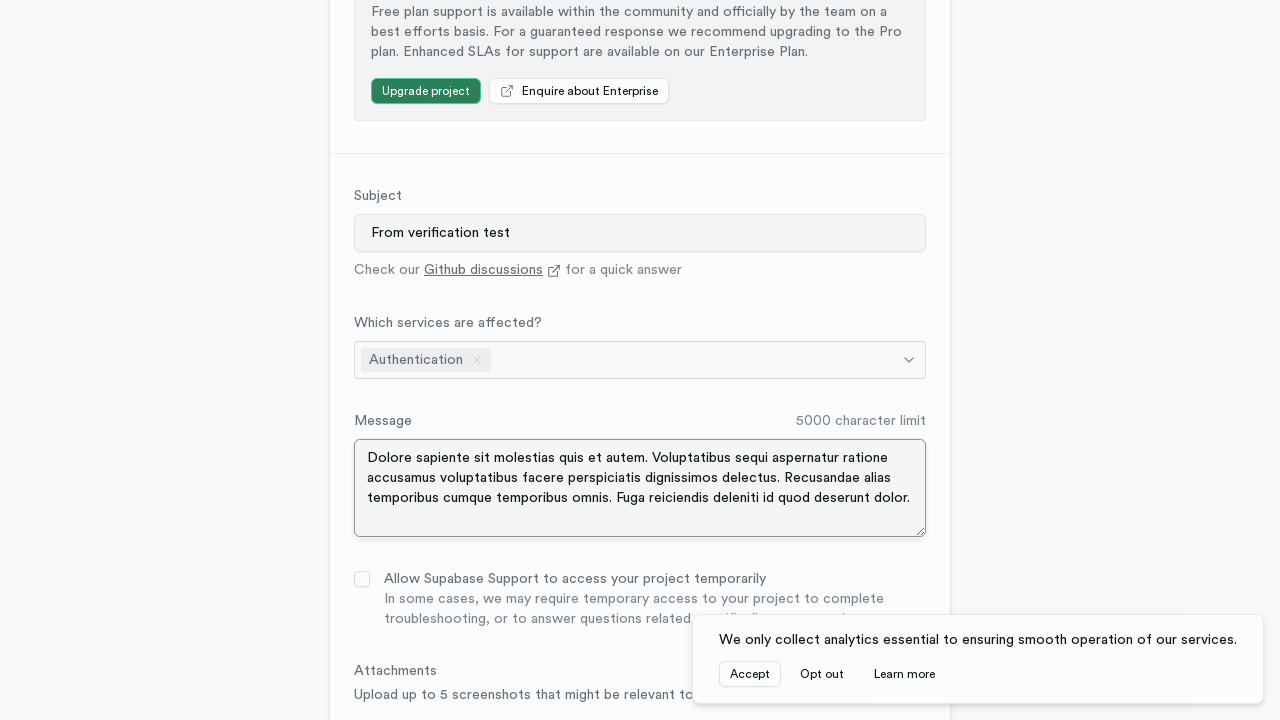 Free plan support is available within the community and officially by the team on a
best efforts basis. For a guaranteed response we recommend upgrading to the Pro
plan. Enhanced SLAs for support are available on our Enterprise Plan.
Upgrade project
Enquire about Enterprise
Subject
From verification test
Check our Github discussions for a quick answer
Which services are affected?
Authentication
Message
5000 character limit
Dolore sapiente sit molestias quis et autem. Voluptatibus sequi aspernatur ratione
accusamus voluptatibus facere perspiciatis dignissimos delectus. Recusandae alias
temporibus cumque temporibus omnis. Fuga reiciendis deleniti id quod deserunt dolor.
Allow Supabase Support to access your project temporarily
In some cases, we may require temporary access to your project to complete
troubleshooting, or to answer questions related
Attachments
Upload up to 5 screenshots that might be relevant to
We only collect analytics essential to ensuring smooth operation of our services.
Accept
Opt out
Learn more